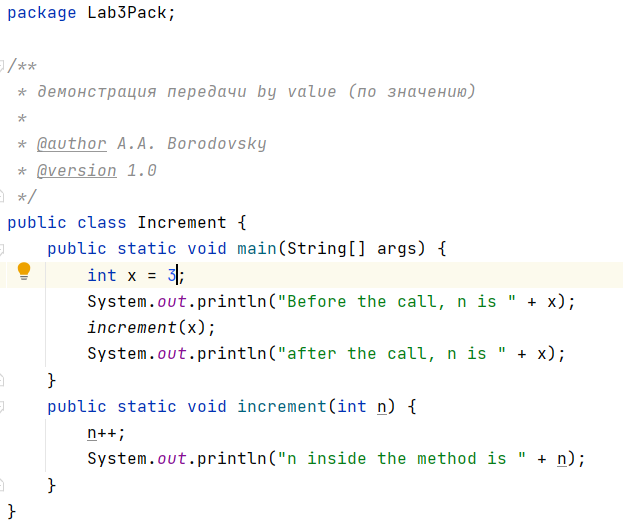 package Lab3Pack;
/**
 * демонстрация передачи by value (по значению)
 *
 * @author A.A. Borodovsky
 * @version 1.0
 */
public class Increment {
    public static void main(String[] args) {
        int x = 3;
        System.out.println("Before the call, n is " + x);
        increment(x);
        System.out.println("after the call, n is " + x);
    }
    public static void increment(int n) {
        n++;
        System.out.println("n inside the method is " + n);
    }
}